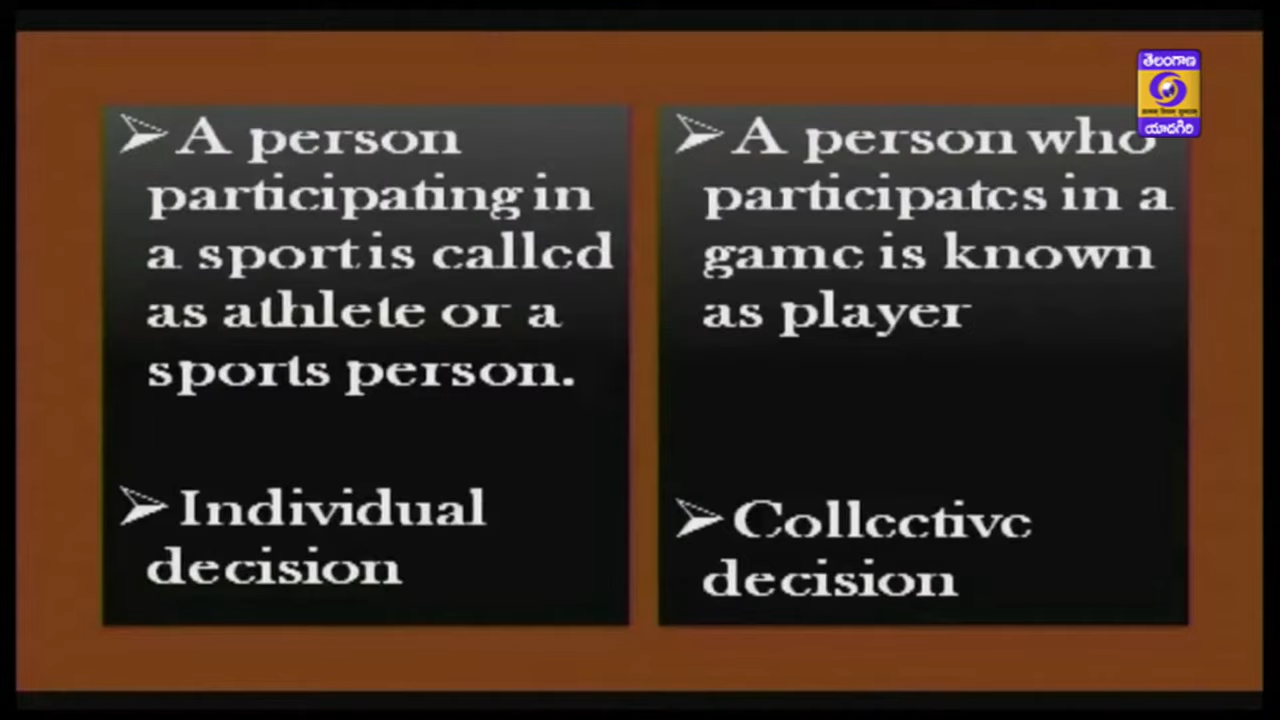 తెలంగాణ
యాదగిరి
➢A person
participating in
a sport is called
as athlete or a
sports person.
➢Individual
decision
➢A person who
participates in a
game is known
as player
➢Collective
decision